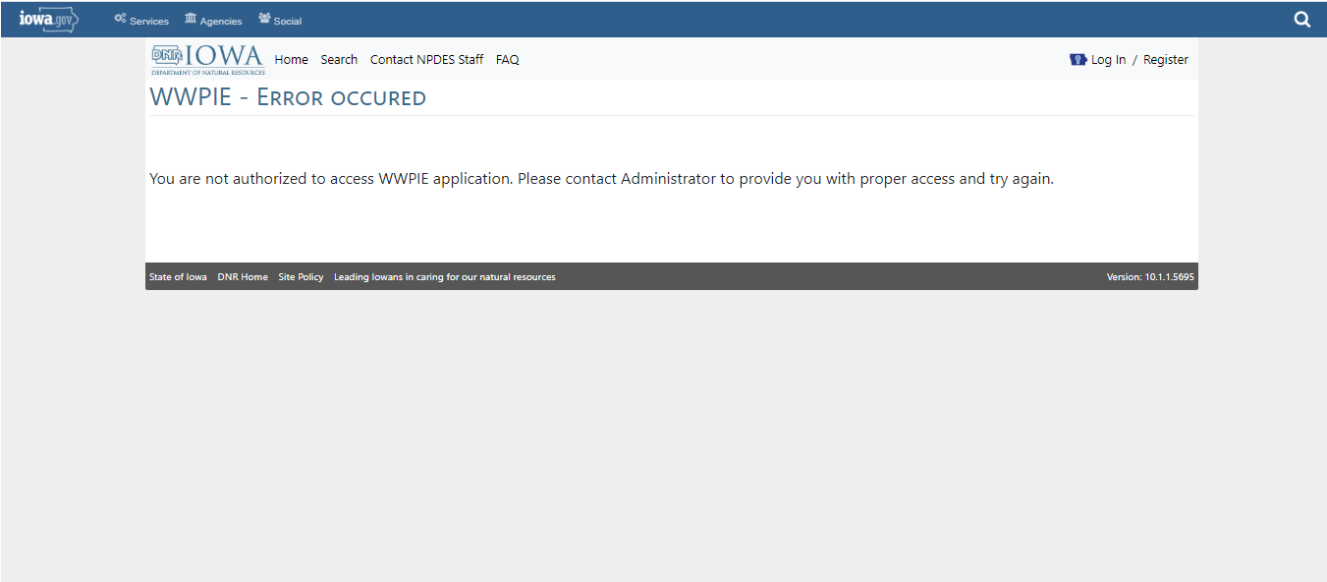 iowa.gov Services Agencies Social
DNR IOWA Home Search Contact NPDES Staff FAQ Log In / Register
DEPARTMENT OF NATURAL RESOURCES
WWPIE - Error occured
You are not authorized to access WWPIE application. Please contact Administrator to provide you with proper access and try again.
State of Iowa DNR Home Site Policy Leading Iowans in caring for our natural resources Version: 10.1.1.5695